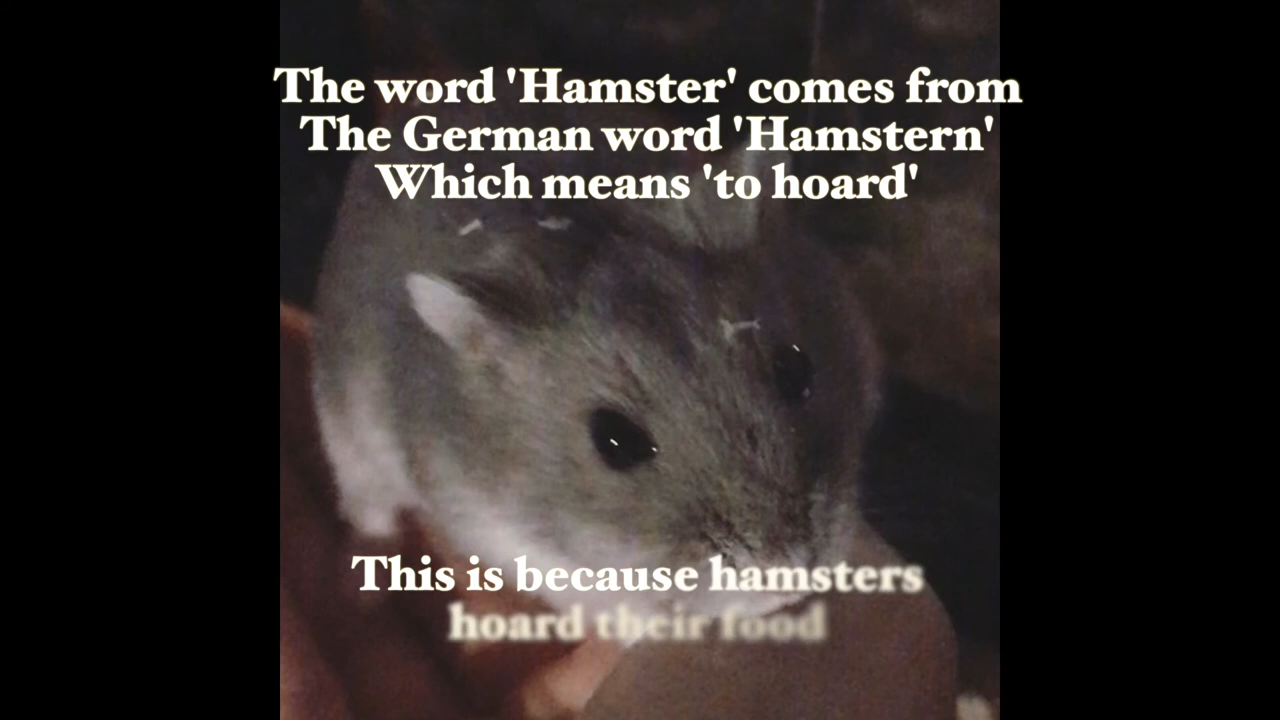 The word 'Hamster' comes from
The German word 'Hamstern'
Which means 'to hoard'
This is because hamsters
hoard their food